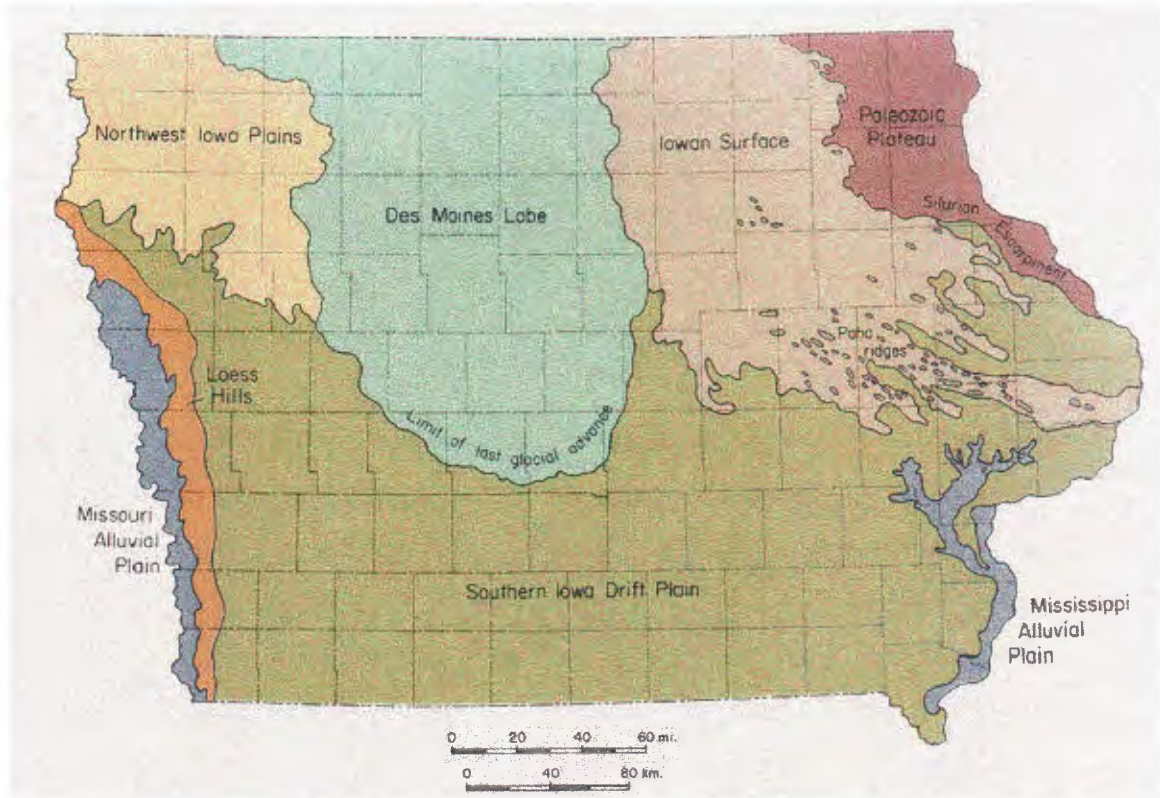 Northwest Iowa Plains
Des Moines Lobe
Iowan Surface
Paleozoic
Plateau
Silurian
Escarpment
Paha
ridges
Loess
Hills
Limit of last glacial advance
Missouri
Alluvial
Plain
Southern Iowa Drift Plain
Mississippi
Alluvial
Plain
0 20 40 60 mi.
0 40 80 km.